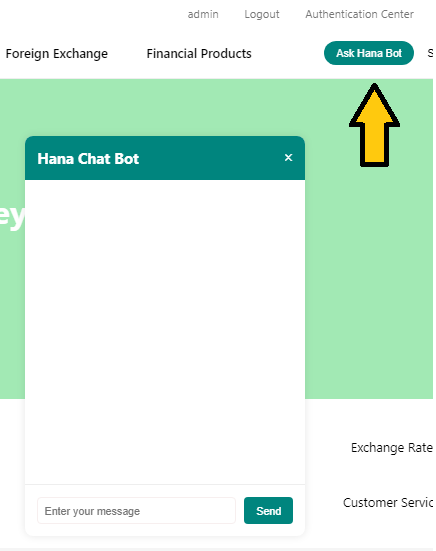 admin Logout Authentication Center
Foreign Exchange Financial Products Ask Hana Bot S
Hana Chat Bot ×
ey
Exchange Rate
Enter your message Send
Customer Servic